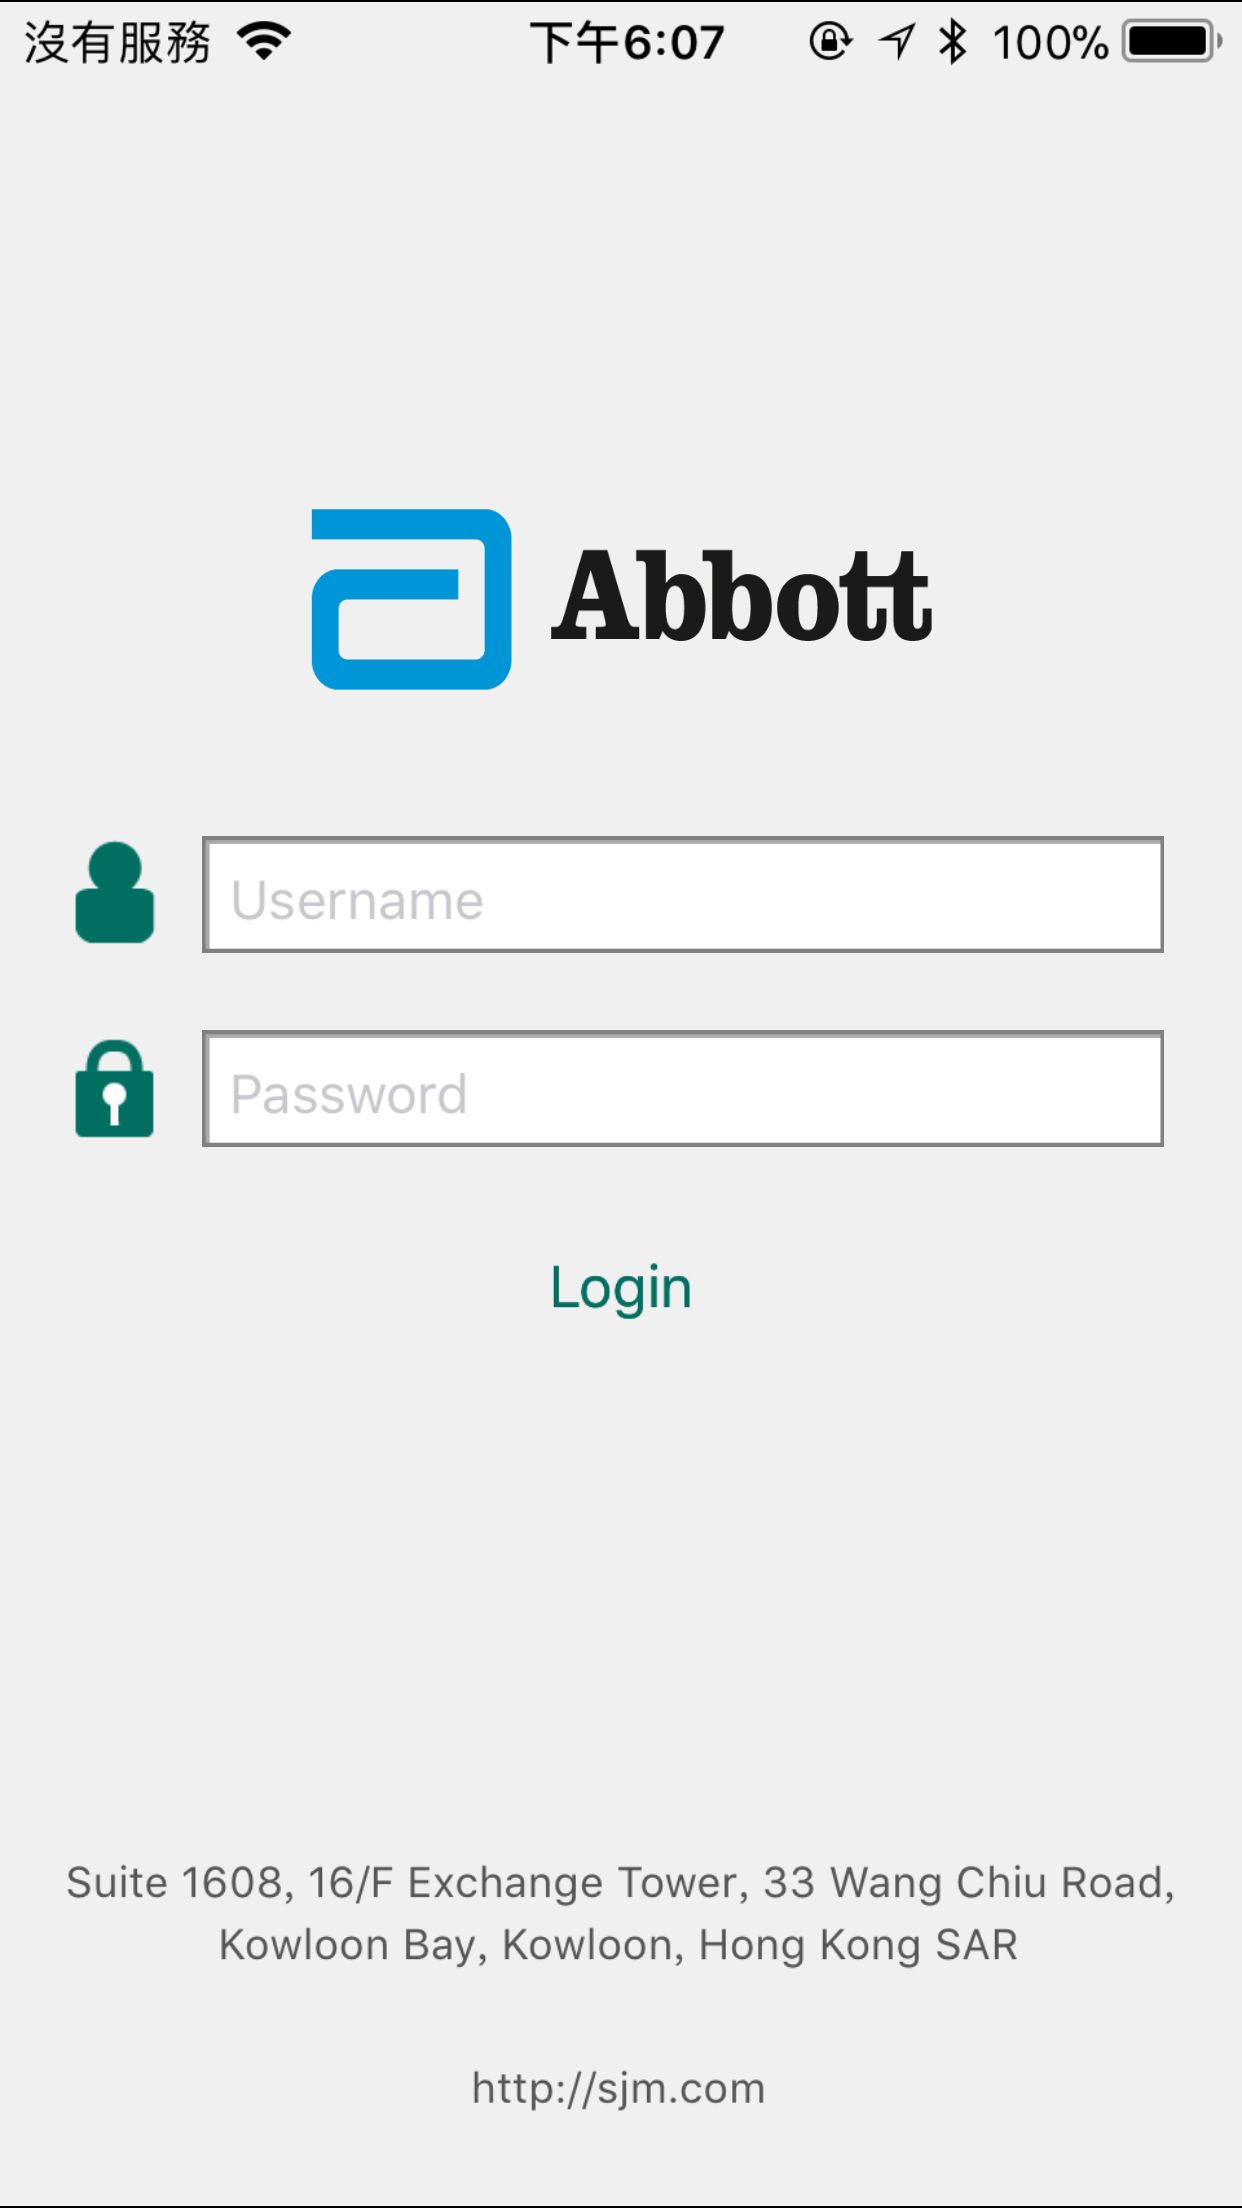 沒有服務
下午6:07
100%
Abbott
Username
Password
Login
Suite 1608, 16/F Exchange Tower, 33 Wang Chiu Road,
Kowloon Bay, Kowloon, Hong Kong SAR
http://sjm.com